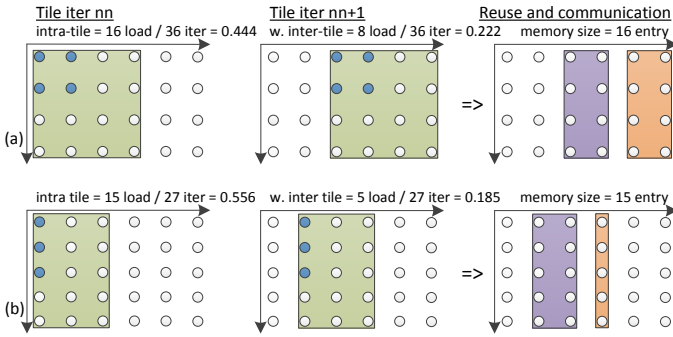 Tile iter nn
Tile iter nn+1
Reuse and communication
intra-tile = 16 load / 36 iter = 0.444
w. inter-tile = 8 load / 36 iter = 0.222
memory size = 16 entry
=>
(a)
intra tile = 15 load / 27 iter = 0.556
w. inter tile = 5 load / 27 iter = 0.185
memory size = 15 entry
=>
(b)